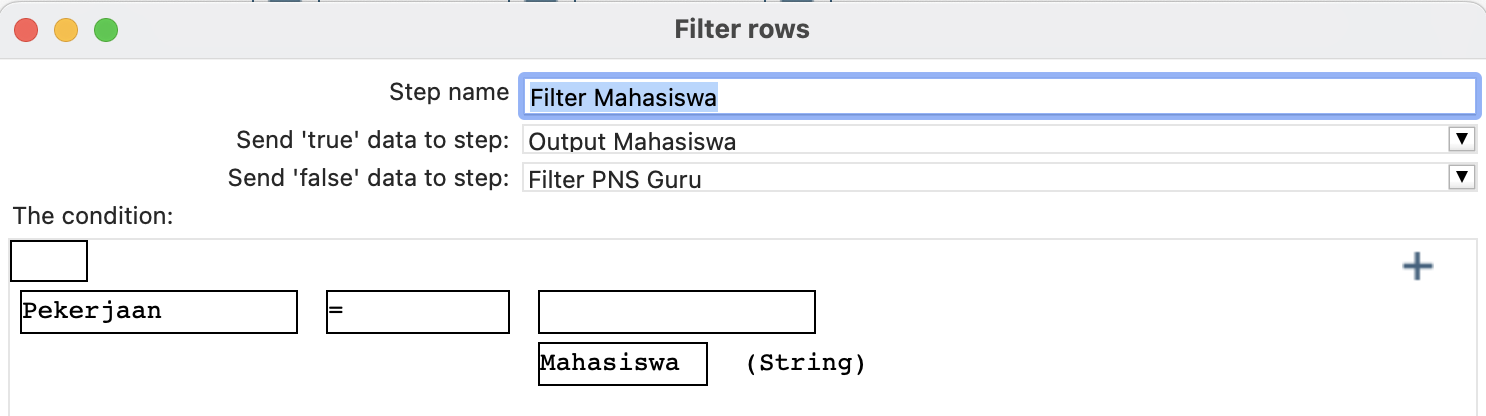 Filter rows
Step name Filter Mahasiswa
Send 'true' data to step: Output Mahasiswa
Send 'false' data to step: Filter PNS Guru
The condition:
Pekerjaan =
Mahasiswa (String)